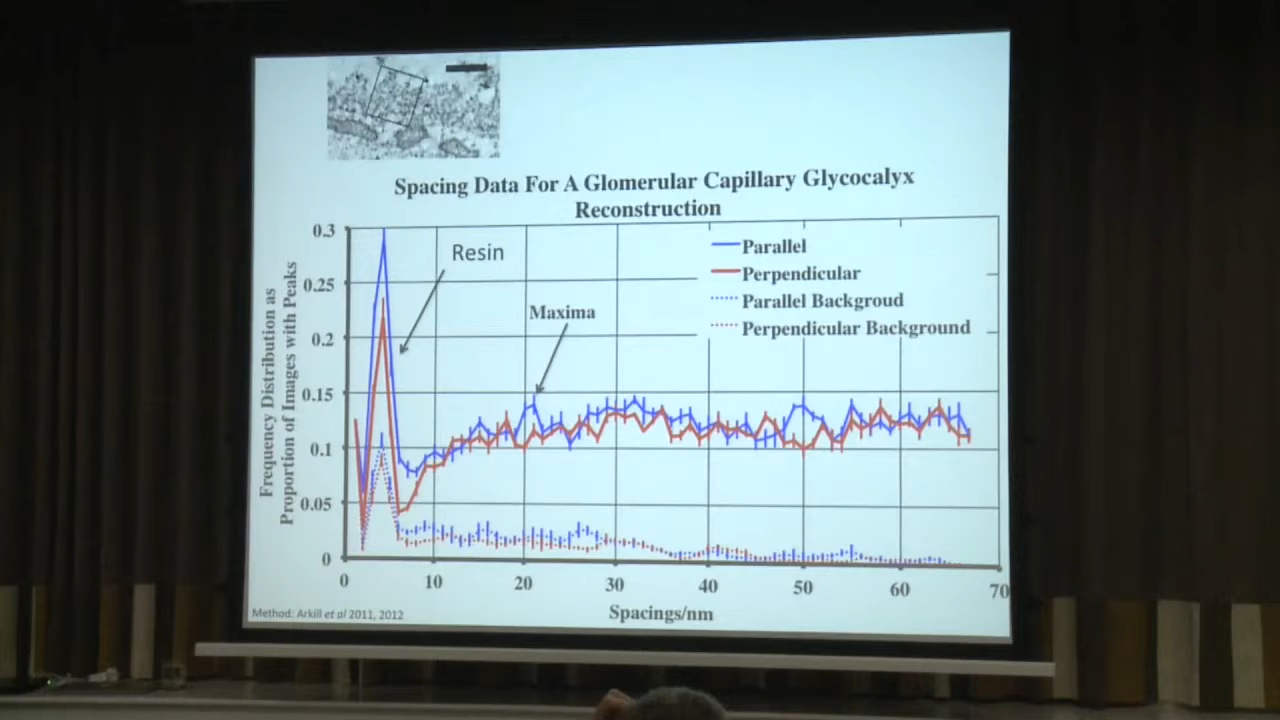 Spacing Data For A Glomerular Capillary Glycocalyx
Reconstruction
Frequency Distribution as
Proportion of Images with Peaks
0.3
0.25
0.2
0.15
0.1
0.05
0
Resin
Maxima
Parallel
Perpendicular
Parallel Backgroud
Perpendicular Background
0 10 20 30 40 50 60 70
Spacings/nm
Method: Arkill et al 2011, 2012